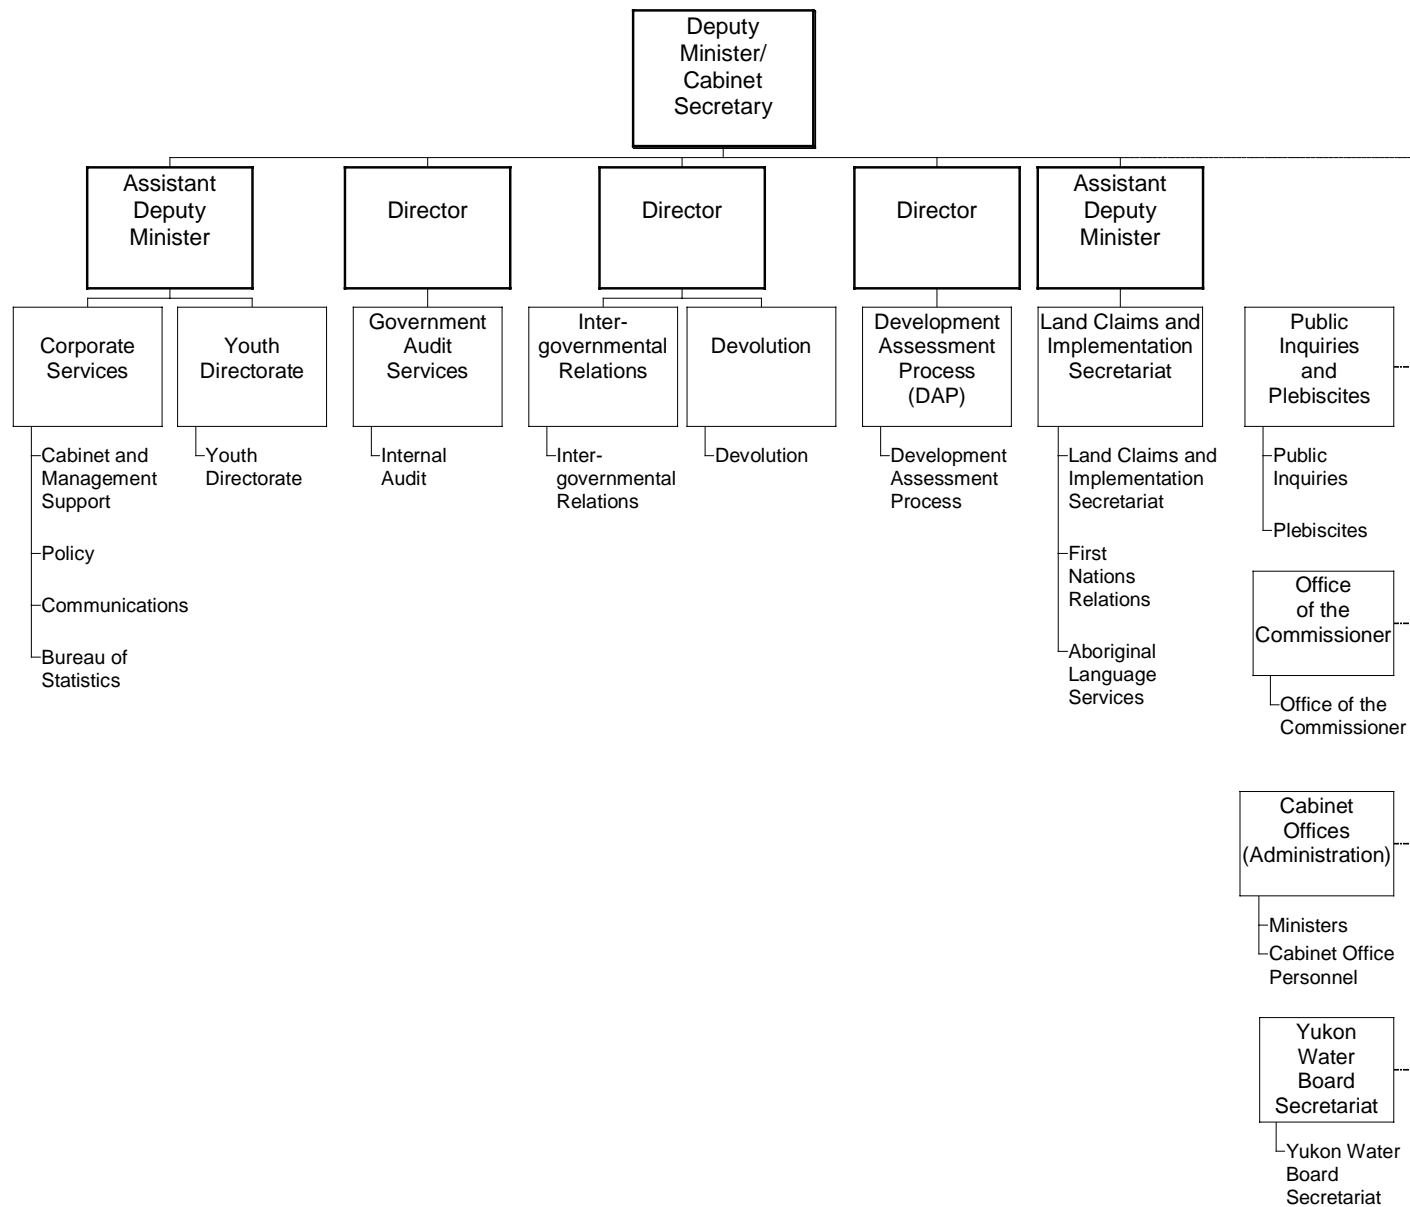 Deputy
Minister/
Cabinet
Secretary
Assistant
Deputy
Minister
Director
Director
Director
Assistant
Deputy
Minister
Corporate
Services
Youth
Directorate
Government
Audit
Services
Inter-
governmental
Relations
Devolution
Development
Assessment
Process
(DAP)
Land Claims and
Implementation
Secretariat
Public
Inquiries
and
Plebiscites
Cabinet and
Management
Support
Policy
Communications
Bureau of
Statistics
Youth
Directorate
Internal
Audit
Inter-
governmental
Relations
Devolution
Development
Assessment
Process
Land Claims and
Implementation
Secretariat
First
Nations
Relations
Aboriginal
Language
Services
Public
Inquiries
Plebiscites
Office
of the
Commissioner
Office of the
Commissioner
Cabinet
Offices
(Administration)
Ministers
Cabinet Office
Personnel
Yukon
Water
Board
Secretariat
Yukon Water
Board
Secretariat